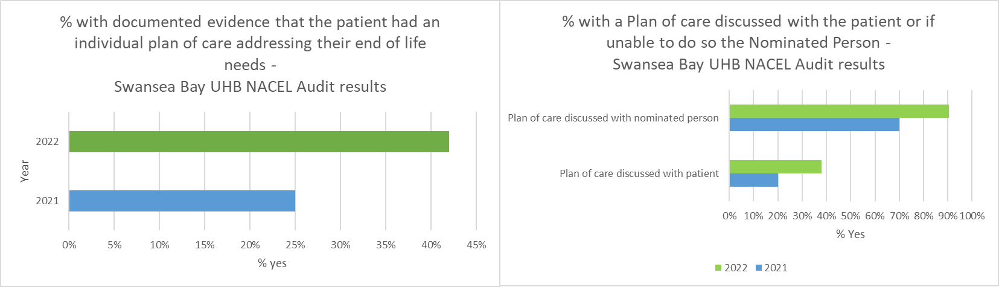 % with documented evidence that the patient had an
individual plan of care addressing their end of life
needs -
Swansea Bay UHB NACEL Audit results
2022
2021
Year
0% 5% 10% 15% 20% 25% 30% 35% 40% 45%
% yes
% with a Plan of care discussed with the patient or if
unable to do so the Nominated Person -
Swansea Bay UHB NACEL Audit results
Plan of care discussed with nominated person
Plan of care discussed with patient
0% 10% 20% 30% 40% 50% 60% 70% 80% 90% 100%
% Yes
2022 2021